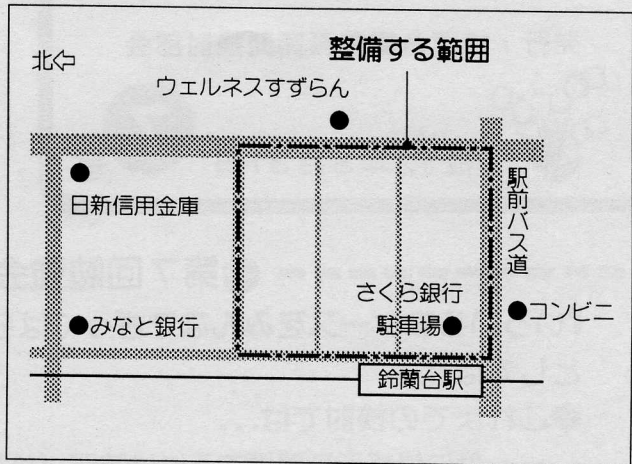 整備する範囲
北⇦
ウェルネスすずらん
日新信用金庫
駅前バス道
さくら銀行
駐車場
コンビニ
みなと銀行
鈴蘭台駅